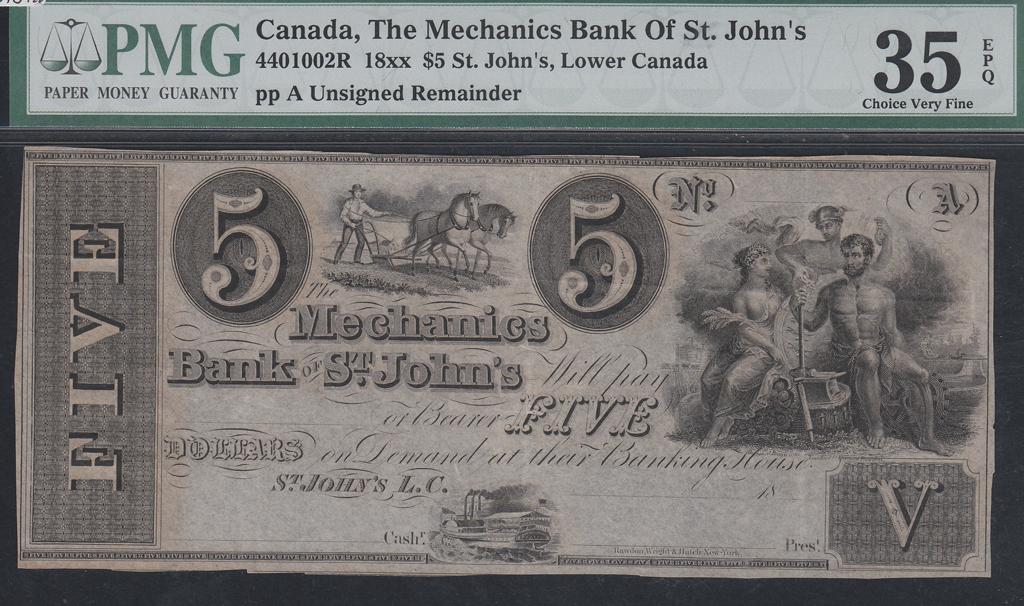 PMG
PAPER MONEY GUARANTY
Canada, The Mechanics Bank Of St. John's
4401002R 18xx $5 St. John's, Lower Canada
pp A Unsigned Remainder
35
EPQ
Choice Very Fine
FIVE
5
5
No.
A
The
Mechanics
Bank OF ST. John's
Will pay
or Bearer FIVE
DOLLARS on Demand at their Banking House.
ST. JOHN'S, L.C. 18
Cashr.
Rawdon, Wright & Hatch New-York.
Prest.
V